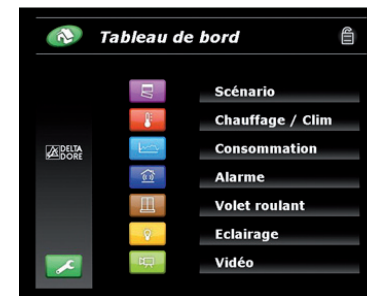 Tableau de bord
Scénario
Chauffage / Clim
Consommation
DELTA
DORE
Alarme
Volet roulant
Eclairage
Vidéo